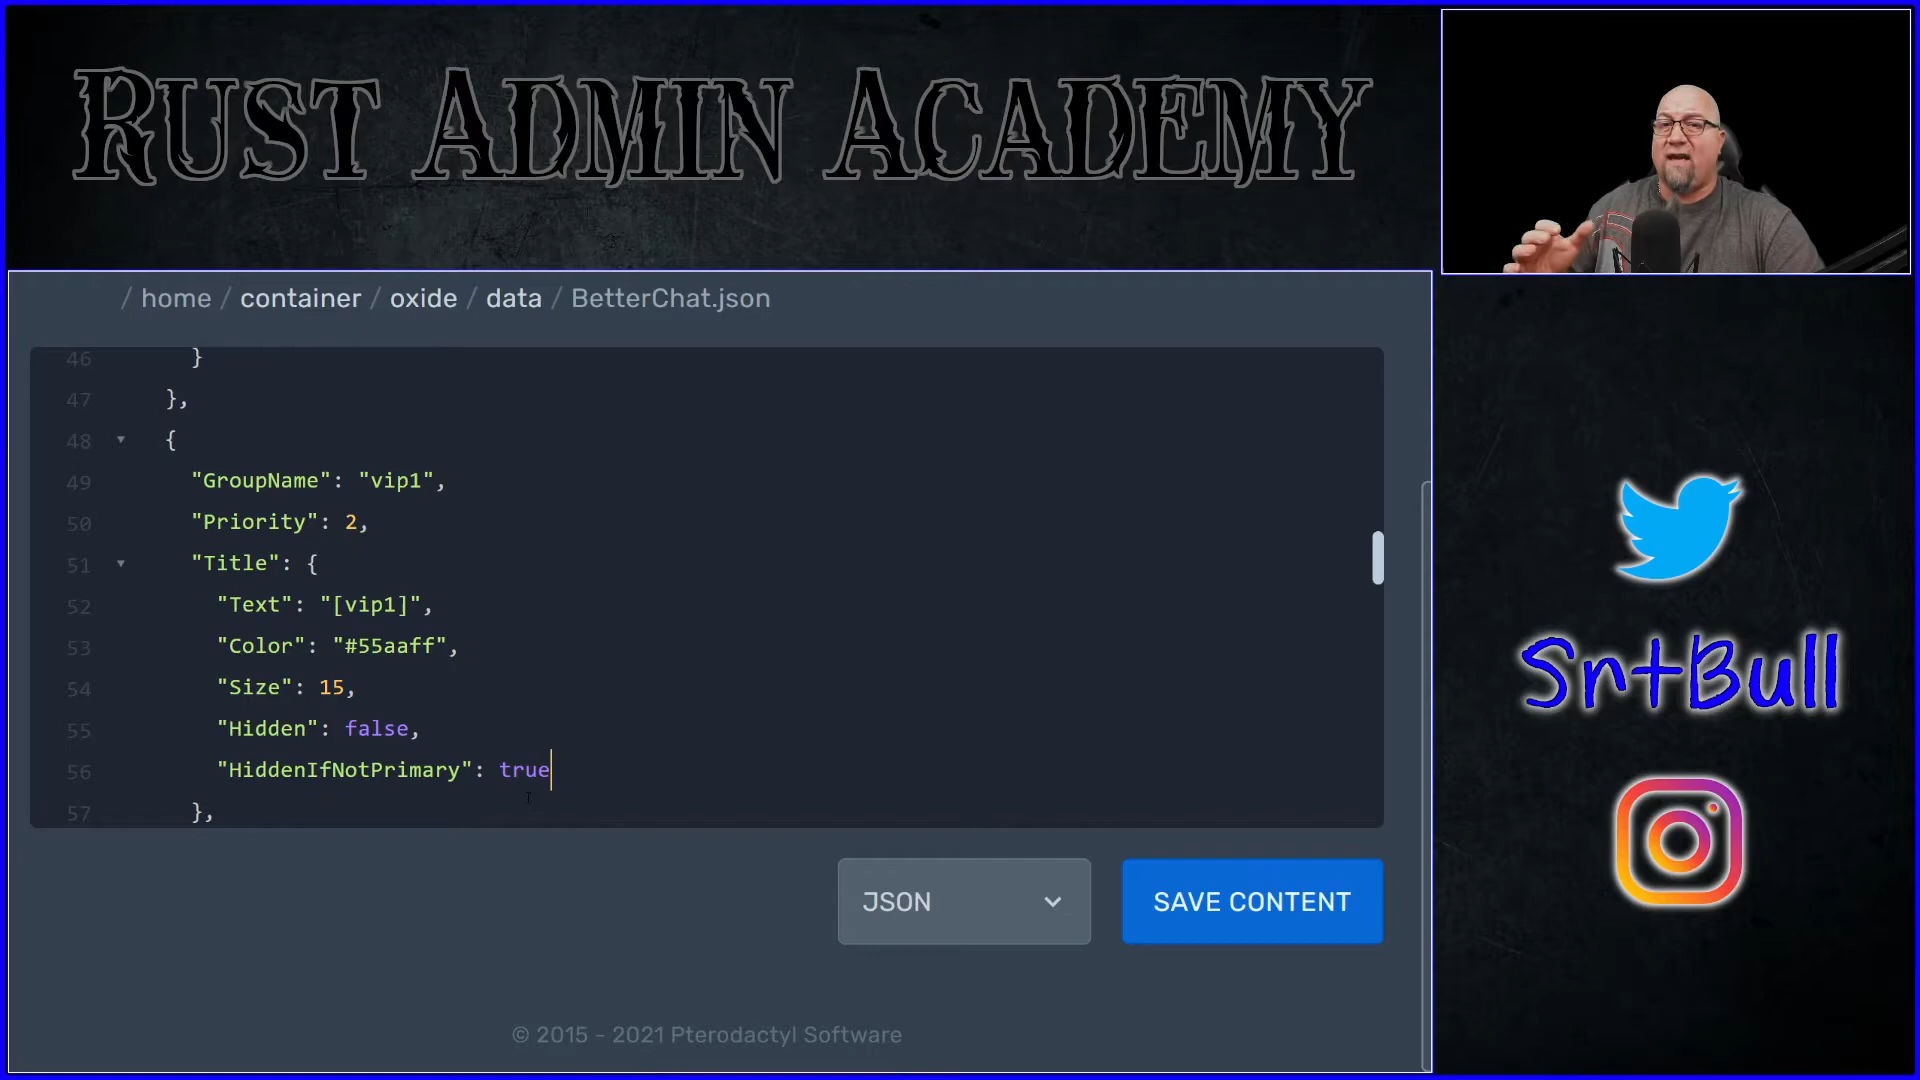 RUST ADMIN ACADEMY
/ home / container / oxide / data / BetterChat.json
46 }
47 },
48 {
49 "GroupName": "vip1",
50 "Priority": 2,
51 "Title": {
52 "Text": "[vip1]",
53 "Color": "#55aaff",
54 "Size": 15,
55 "Hidden": false,
56 "HiddenIfNotPrimary": true
57 },
JSON
SAVE CONTENT
© 2015 - 2021 Pterodactyl Software
SntBull